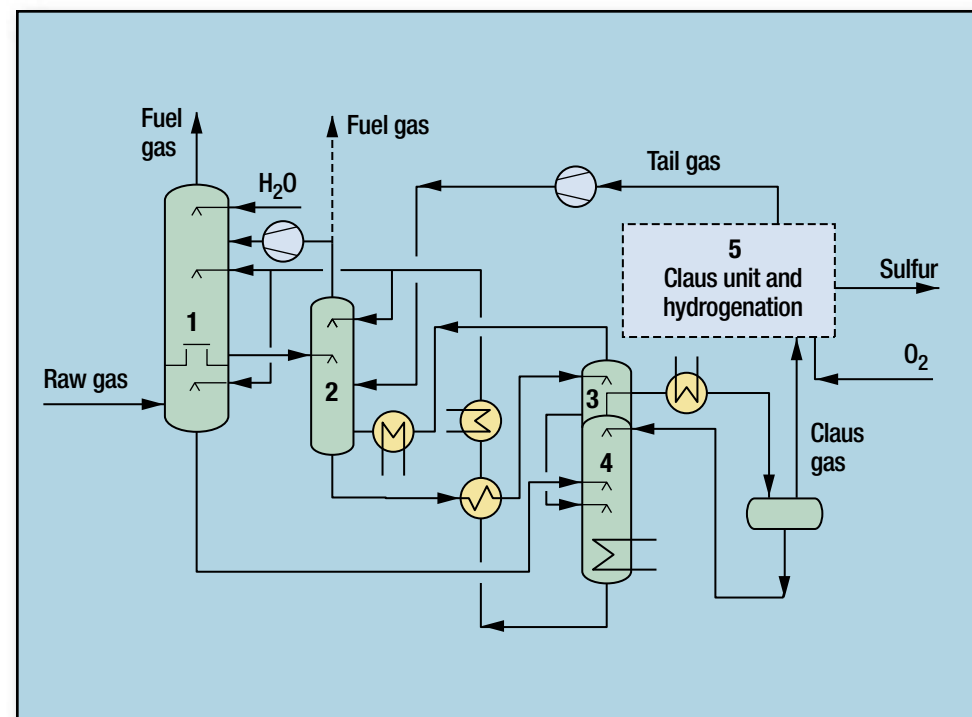 Fuel
gas
Fuel gas
H₂O
Tail gas
5
Claus unit and
hydrogenation
Sulfur
1
O₂
Raw gas
2
3
Claus
gas
4